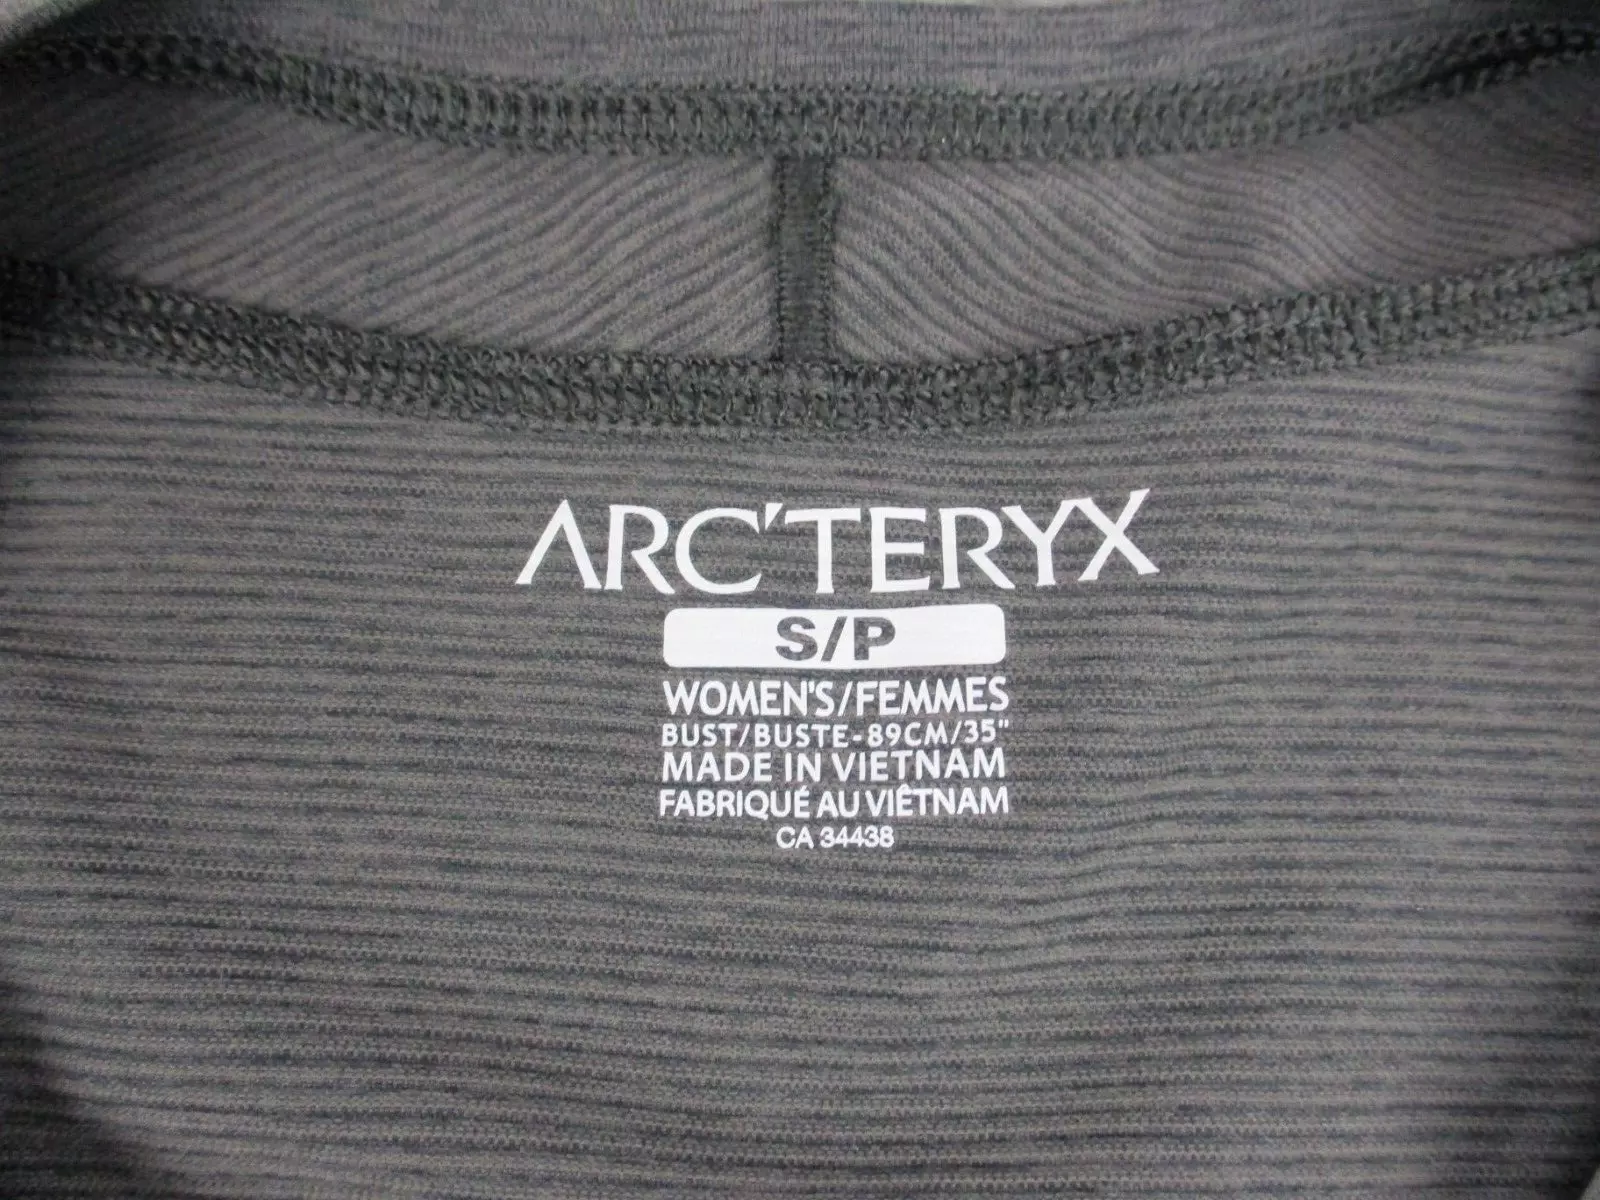 ARC'TERYX
S/P
WOMEN'S/FEMMES
BUST/BUSTE-89CM/35"
MADE IN VIETNAM
FABRIQUÉ AU VIÊTNAM
CA 34438